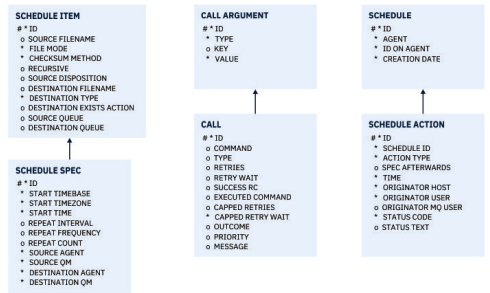 SCHEDULE ITEM
# * ID
o SOURCE FILENAME
* FILE MODE
* CHECKSUM METHOD
o RECURSIVE
o SOURCE DISPOSITION
o DESTINATION FILENAME
* DESTINATION TYPE
o DESTINATION EXISTS ACTION
o SOURCE QUEUE
o DESTINATION QUEUE
SCHEDULE SPEC
# * ID
* START TIMEBASE
* START TIMEZONE
* START TIME
o REPEAT INTERVAL
o REPEAT FREQUENCY
o REPEAT COUNT
* SOURCE AGENT
* SOURCE QM
* DESTINATION AGENT
* DESTINATION QM
CALL ARGUMENT
# * ID
* TYPE
o KEY
* VALUE
CALL
# * ID
o COMMAND
o TYPE
o RETRIES
o RETRY WAIT
o SUCCESS RC
o EXECUTED COMMAND
o CAPPED RETRIES
* CAPPED RETRY WAIT
o OUTCOME
o PRIORITY
o MESSAGE
SCHEDULE
# * ID
* AGENT
* ID ON AGENT
* CREATION DATE
SCHEDULE ACTION
# * ID
* SCHEDULE ID
* ACTION TYPE
o SPEC AFTERWARDS
* TIME
* ORIGINATOR HOST
* ORIGINATOR USER
o ORIGINATOR MQ USER
* STATUS CODE
o STATUS TEXT